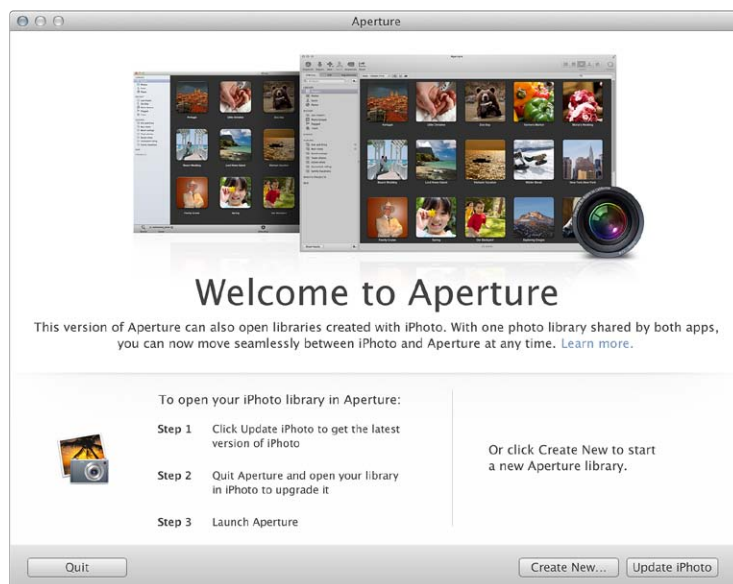 Aperture
Welcome to Aperture
This version of Aperture can also open libraries created with iPhoto. With one photo library shared by both apps,
you can now move seamlessly between iPhoto and Aperture at any time. Learn more.
To open your iPhoto library in Aperture:
Step 1 Click Update iPhoto to get the latest
version of iPhoto
Step 2 Quit Aperture and open your library
in iPhoto to upgrade it
Step 3 Launch Aperture
Or click Create New to start
a new Aperture library.
Quit
Create New...
Update iPhoto